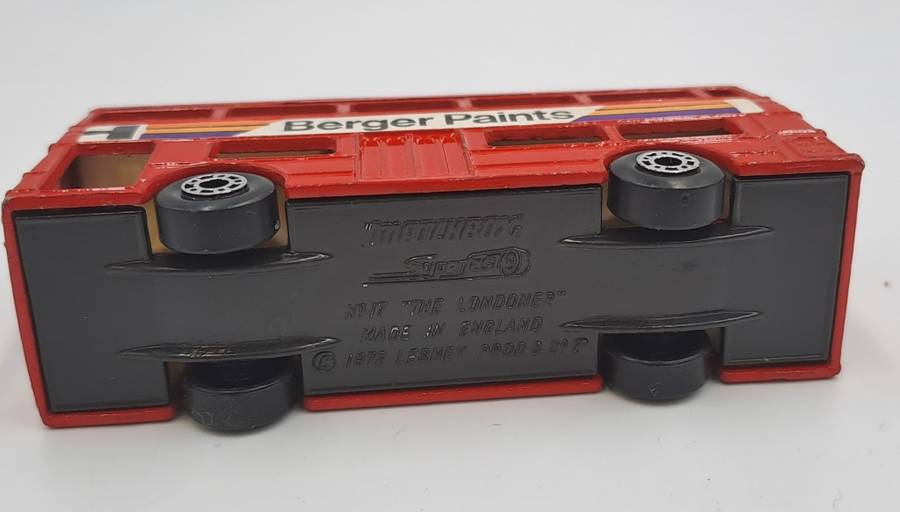 Berger Paints
"MATCHBOX"
Superfast
Nº 17 "THE LONDONER"
MADE IN ENGLAND
© 1972 LESNEY PROD & Cº Lᵀᴰ